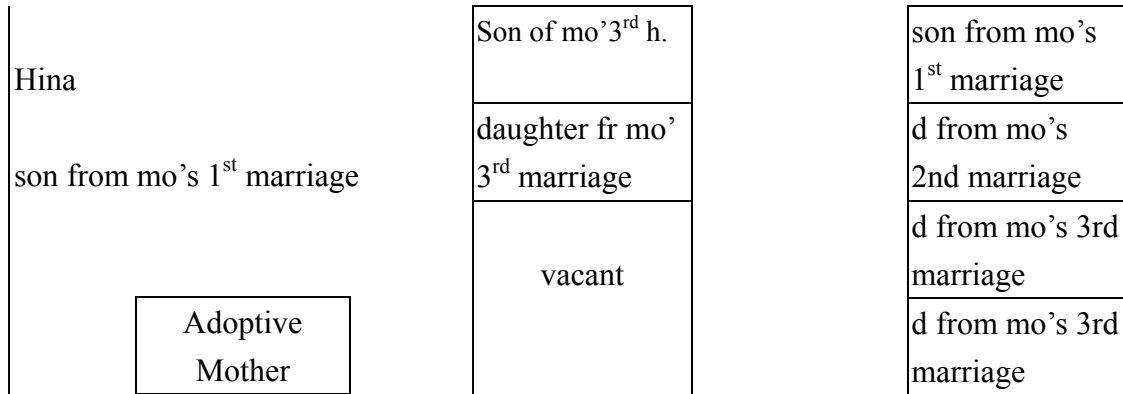 Hina
son from mo’s 1st marriage
Adoptive
Mother
Son of mo’3rd h.
daughter fr mo’
3rd marriage
vacant
son from mo’s
1st marriage
d from mo’s
2nd marriage
d from mo’s 3rd
marriage
d from mo’s 3rd
marriage